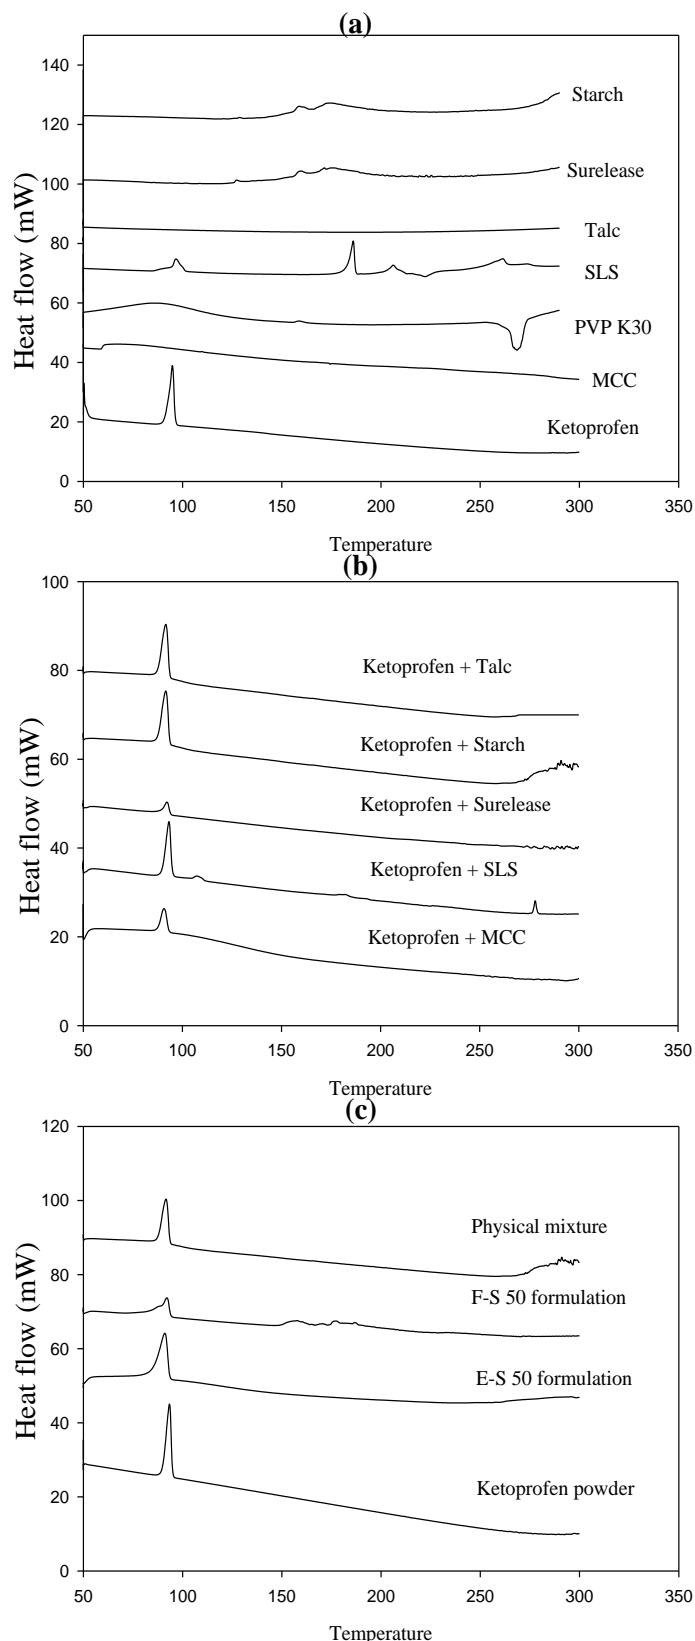 (a)
Heat flow (mW)
140
120
100
80
60
40
20
0
Starch
Surelease
Talc
SLS
PVP K30
MCC
Ketoprofen
50 100 150 200 250 300 350
Temperature
(b)
Heat flow (mW)
100
80
60
40
20
0
Ketoprofen + Talc
Ketoprofen + Starch
Ketoprofen + Surelease
Ketoprofen + SLS
Ketoprofen + MCC
50 100 150 200 250 300 350
Temperature
(c)
Heat flow (mW)
120
100
80
60
40
20
0
Physical mixture
F-S 50 formulation
E-S 50 formulation
Ketoprofen powder
50 100 150 200 250 300 350
Temperature